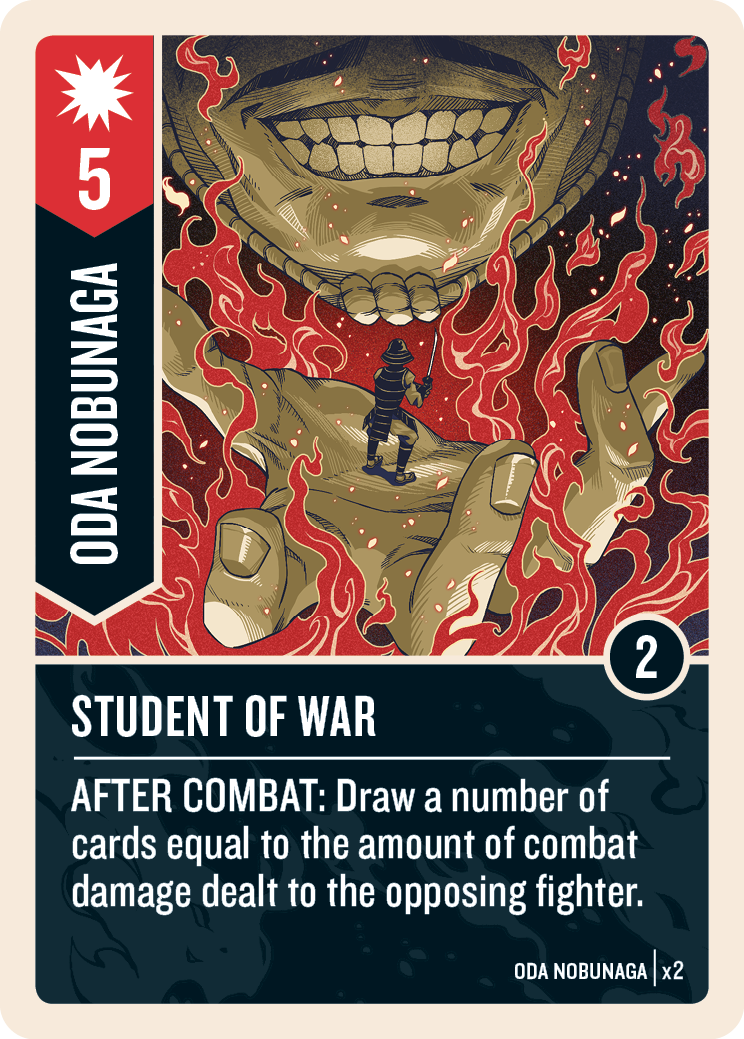 5
ODA NOBUNAGA
2
STUDENT OF WAR
AFTER COMBAT: Draw a number of
cards equal to the amount of combat
damage dealt to the opposing fighter.
ODA NOBUNAGA | x2